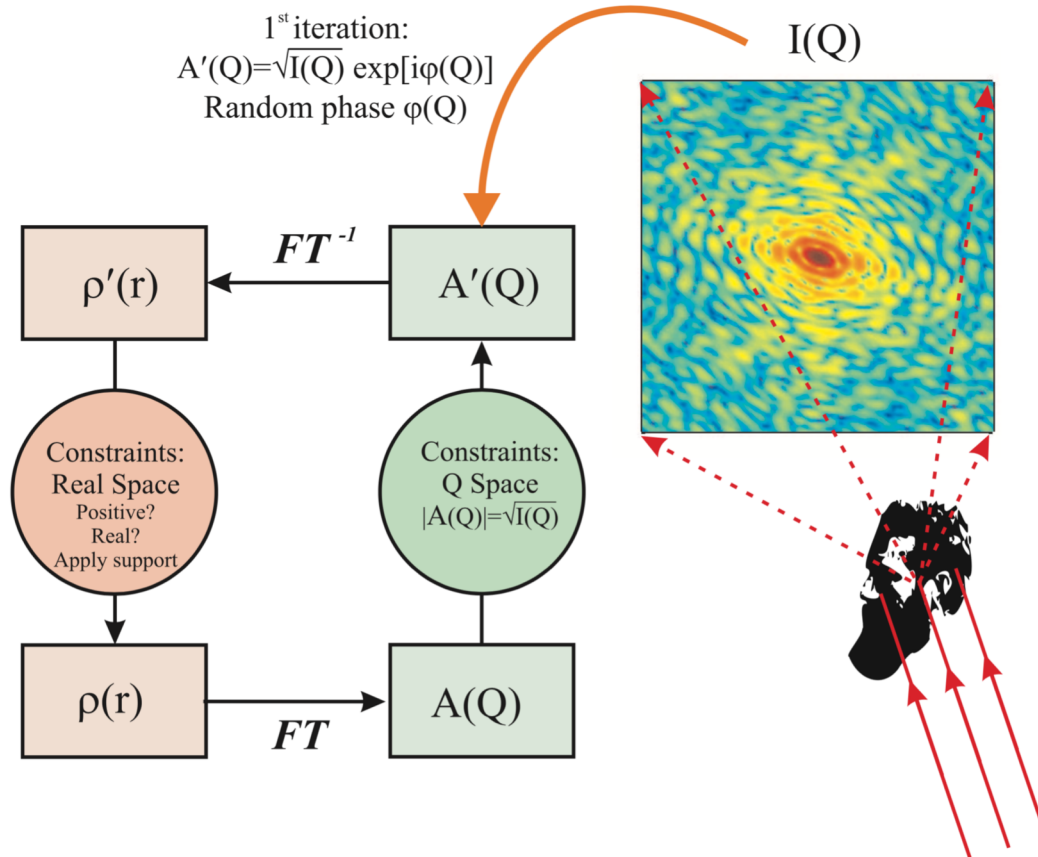 1st iteration:
A′(Q)=√I(Q) exp[iφ(Q)]
Random phase φ(Q)
I(Q)
FT -1
ρ′(r)
A′(Q)
Constraints:
Real Space
Positive?
Real?
Apply support
Constraints:
Q Space
|A(Q)|=√I(Q)
ρ(r)
A(Q)
FT